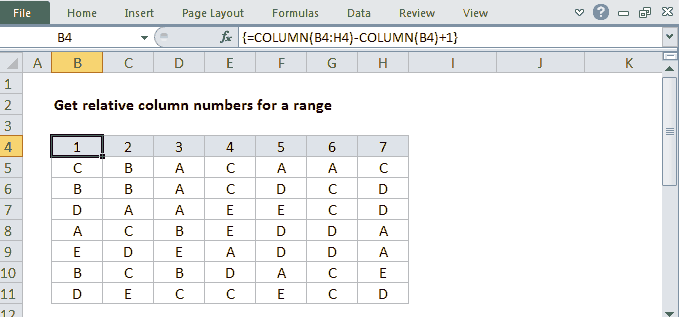 File Home Insert Page Layout Formulas Data Review View
B4 fx {=COLUMN(B4:H4)-COLUMN(B4)+1}
A B C D E F G H I J K
1
2 Get relative column numbers for a range
3
4 1 2 3 4 5 6 7
5 C B A C A A C
6 B B A C D C D
7 D A A E E C D
8 A C B E D D A
9 E D E A D D A
10 B C B D A C E
11 D E C C E C D
12